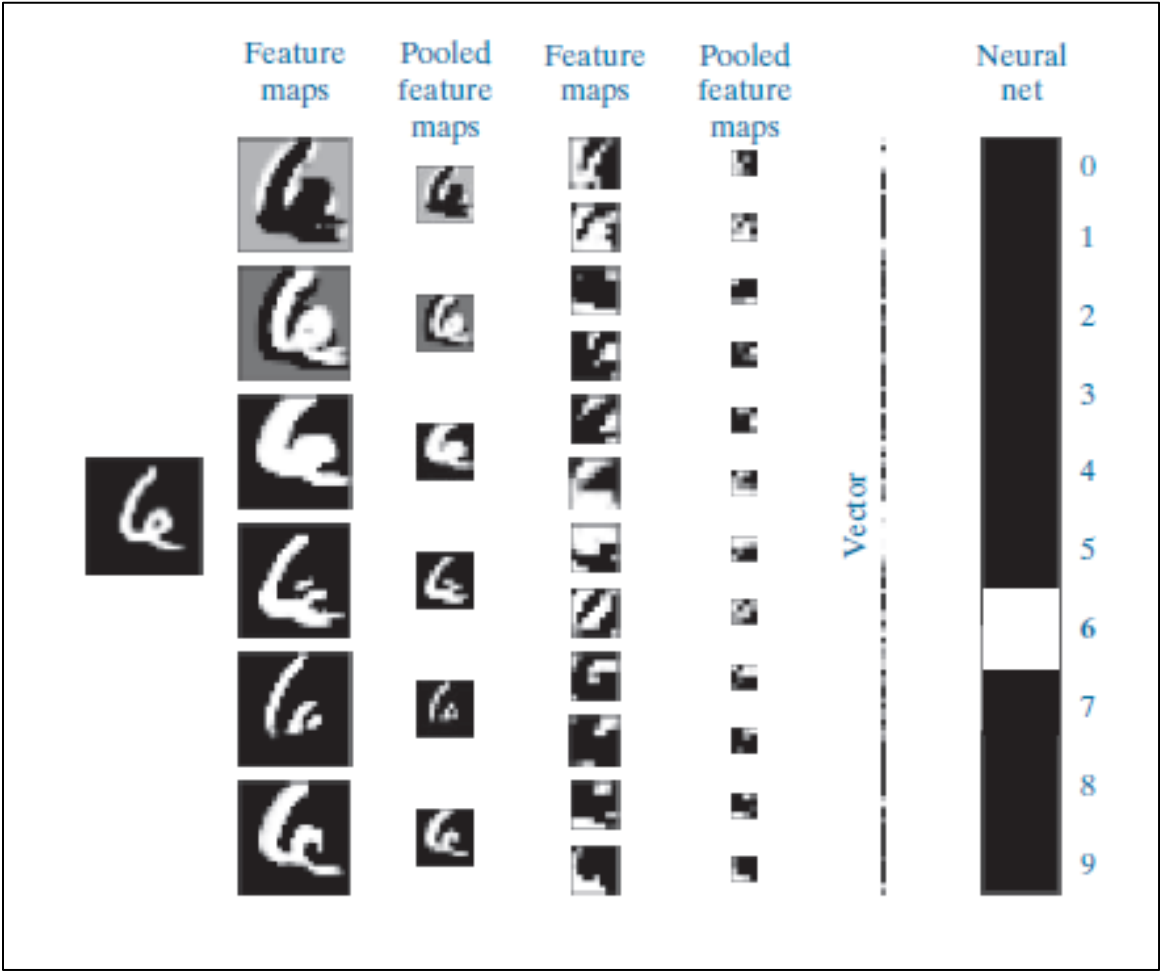 Feature
maps
Pooled
feature
maps
Feature
maps
Pooled
feature
maps
Neural
net
Vector
0
1
2
3
4
5
6
7
8
9